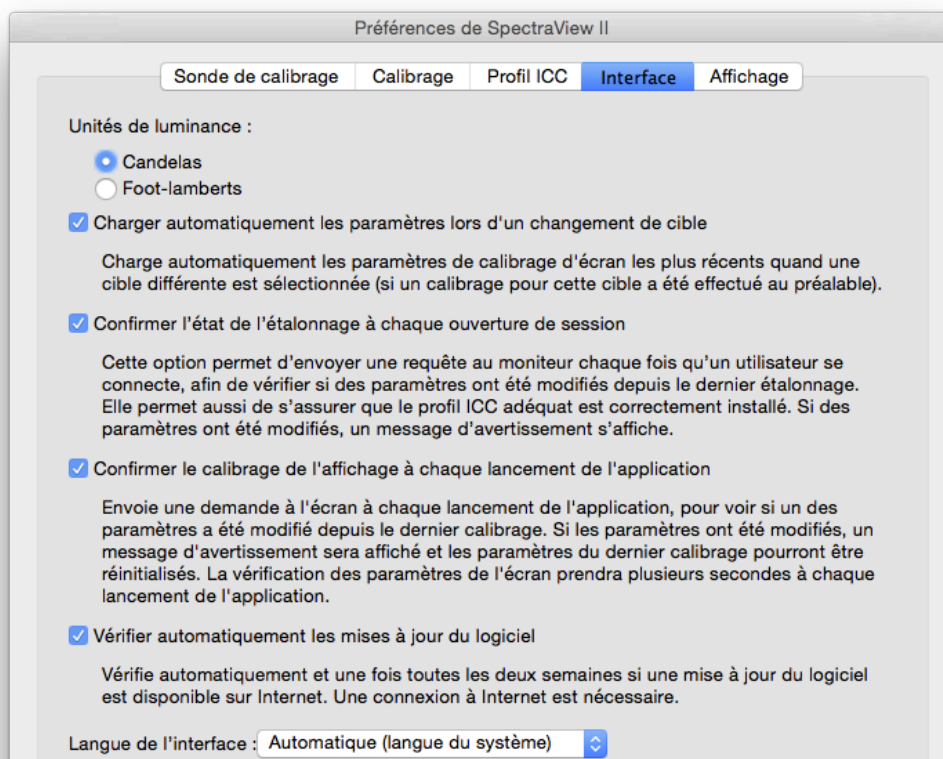 Préférences de SpectraView II
Sonde de calibrage Calibrage Profil ICC Interface Affichage
Unités de luminance :
Candelas
Foot-lamberts
Charger automatiquement les paramètres lors d'un changement de cible
Charge automatiquement les paramètres de calibrage d'écran les plus récents quand une
cible différente est sélectionnée (si un calibrage pour cette cible a été effectué au préalable).
Confirmer l’état de l’étalonnage à chaque ouverture de session
Cette option permet d’envoyer une requête au moniteur chaque fois qu’un utilisateur se
connecte, afin de vérifier si des paramètres ont été modifiés depuis le dernier étalonnage.
Elle permet aussi de s’assurer que le profil ICC adéquat est correctement installé. Si des
paramètres ont été modifiés, un message d’avertissement s’affiche.
Confirmer le calibrage de l'affichage à chaque lancement de l'application
Envoie une demande à l'écran à chaque lancement de l'application, pour voir si un des
paramètres a été modifié depuis le dernier calibrage. Si les paramètres ont été modifiés, un
message d'avertissement sera affiché et les paramètres du dernier calibrage pourront être
réinitialisés. La vérification des paramètres de l'écran prendra plusieurs secondes à chaque
lancement de l'application.
Vérifier automatiquement les mises à jour du logiciel
Vérifie automatiquement et une fois toutes les deux semaines si une mise à jour du logiciel
est disponible sur Internet. Une connexion à Internet est nécessaire.
Langue de l’interface : Automatique (langue du système)